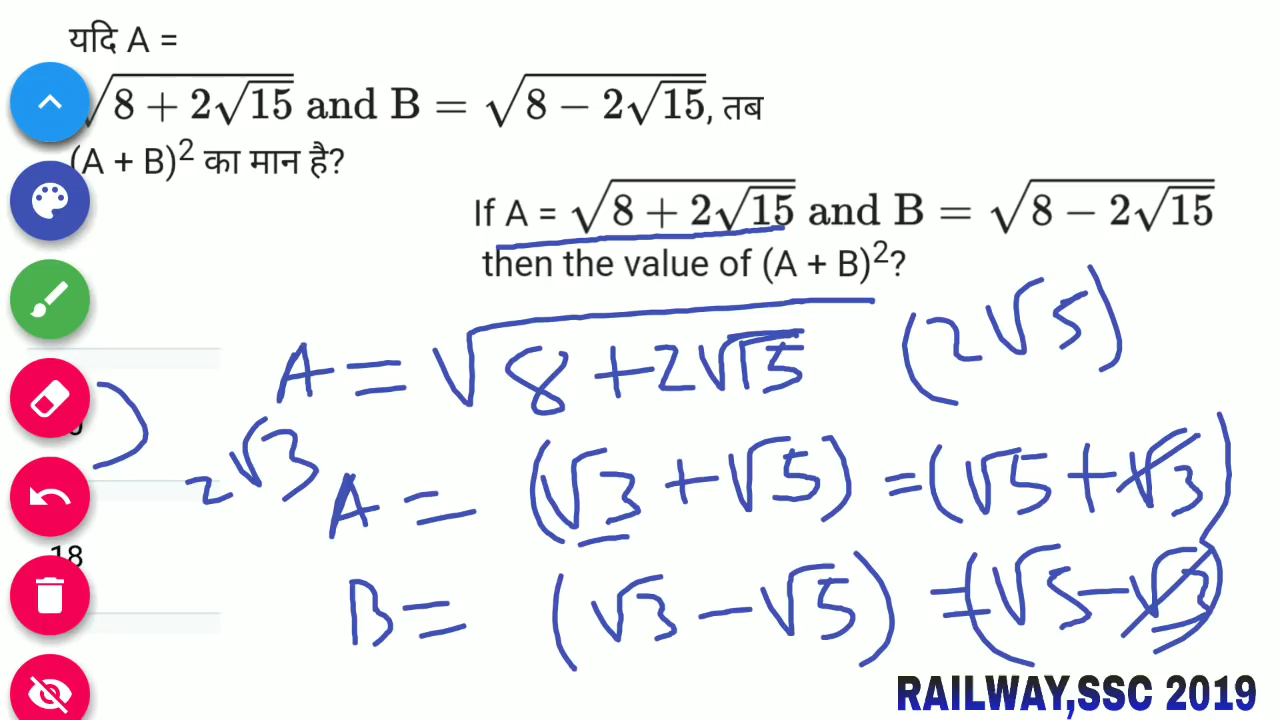 यदि A =
√8 + 2√15 and B = √8 − 2√15, तब
(A + B)² का मान है?
If A = √8 + 2√15 and B = √8 − 2√15
then the value of (A + B)²?
A = √8 + 2√15 (2√5)
2√3
A = (√3 + √5) = (√5 + √3)
18
B = (√3 − √5) = (√5 − √3)
RAILWAY,SSC 2019